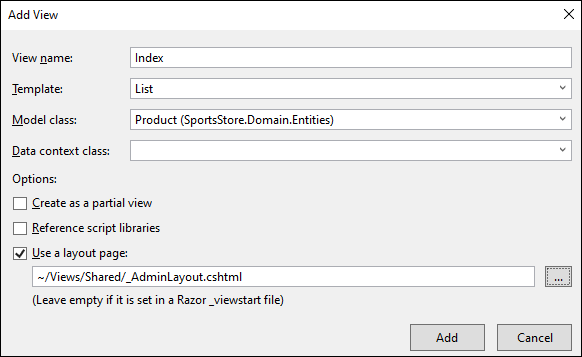 Add View
View name: Index
Template: List
Model class: Product (SportsStore.Domain.Entities)
Data context class:
Options:
Create as a partial view
Reference script libraries
Use a layout page:
~/Views/Shared/_AdminLayout.cshtml ...
(Leave empty if it is set in a Razor _viewstart file)
Add Cancel